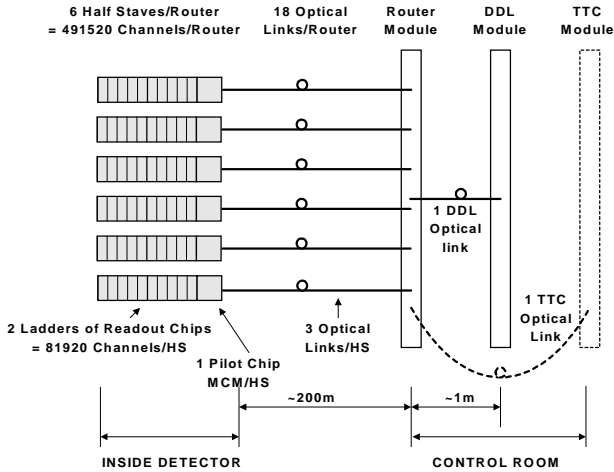 6 Half Staves/Router
= 491520 Channels/Router
18 Optical
Links/Router
Router
Module
DDL
Module
TTC
Module
1 DDL
Optical
link
1 TTC
Optical
Link
2 Ladders of Readout Chips
= 81920 Channels/HS
1 Pilot Chip
MCM/HS
3 Optical
Links/HS
~200m
~1m
INSIDE DETECTOR
CONTROL ROOM